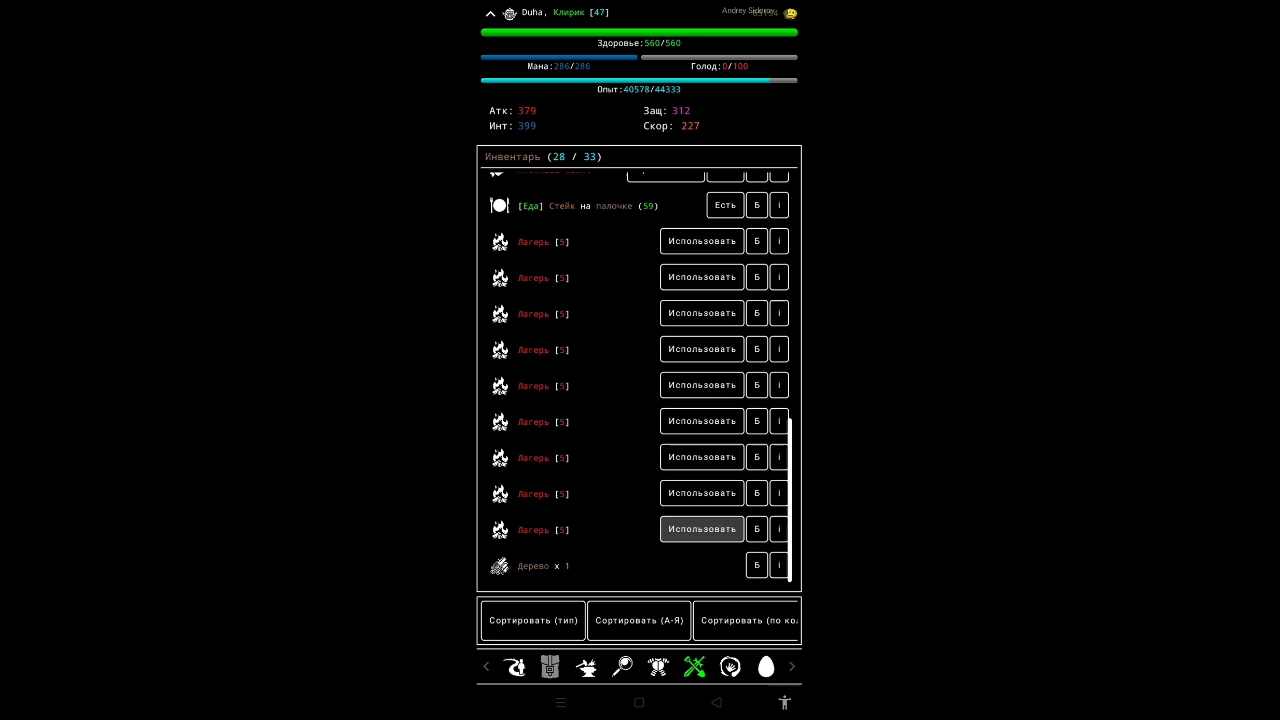 Duha, Клирик [47]
Andrey Sidorov
Здоровье:560/560
Мана:286/286 Голод:0/100
Опыт:40578/44333
Атк: 379 Защ: 312
Инт: 399 Скор: 227
Инвентарь (28 / 33)
[Еда] Стейк на палочке (59) Есть Б i
Лагерь [5] Использовать Б i
Лагерь [5] Использовать Б i
Лагерь [5] Использовать Б i
Лагерь [5] Использовать Б i
Лагерь [5] Использовать Б i
Лагерь [5] Использовать Б i
Лагерь [5] Использовать Б i
Лагерь [5] Использовать Б i
Лагерь [5] Использовать Б i
Дерево x 1 Б i
Сортировать (тип) Сортировать (А-Я) Сортировать (по кол